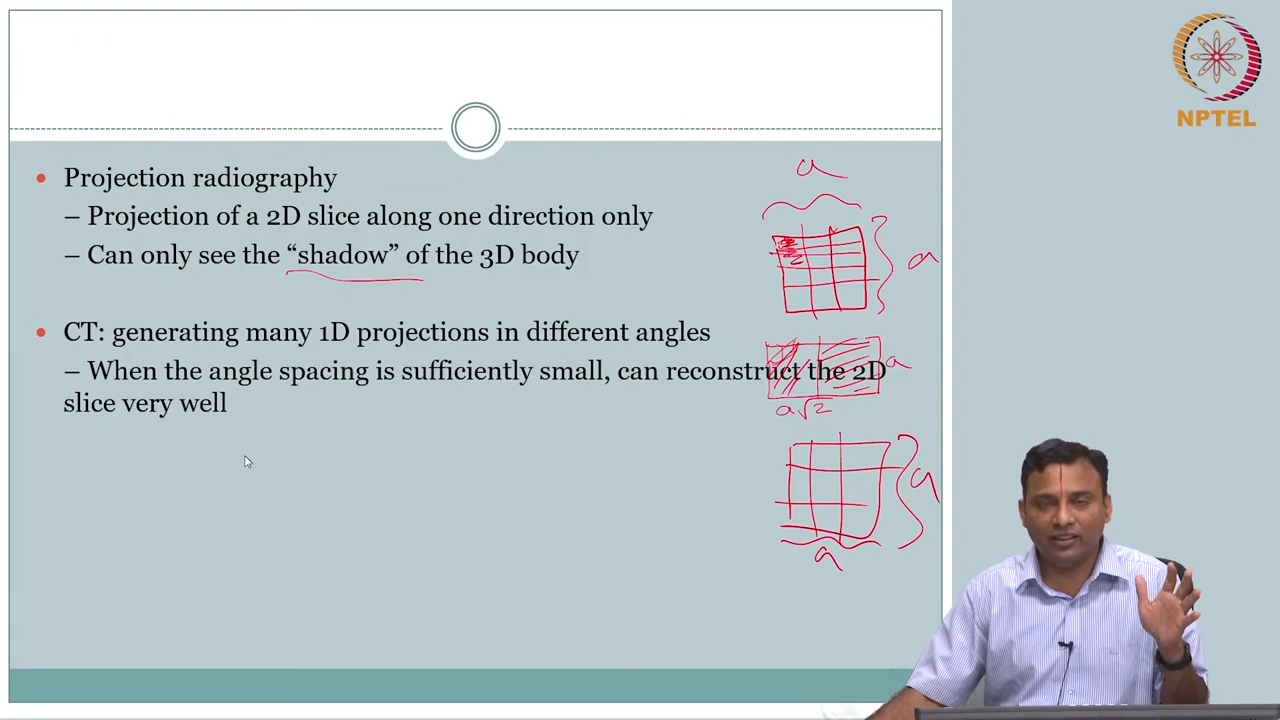 NPTEL
• Projection radiography
– Projection of a 2D slice along one direction only
– Can only see the “shadow” of the 3D body
• CT: generating many 1D projections in different angles
– When the angle spacing is sufficiently small, can reconstruct the 2D
slice very well
a
a
a
a√2
a
a